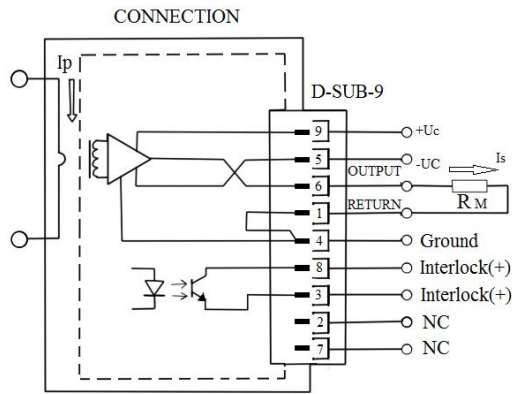 CONNECTION
Ip
D-SUB-9
9 +Uc
5 -UC
Is
OUTPUT
6
RM
RETURN
1
4 Ground
8 Interlock(+)
3 Interlock(+)
2 NC
7 NC